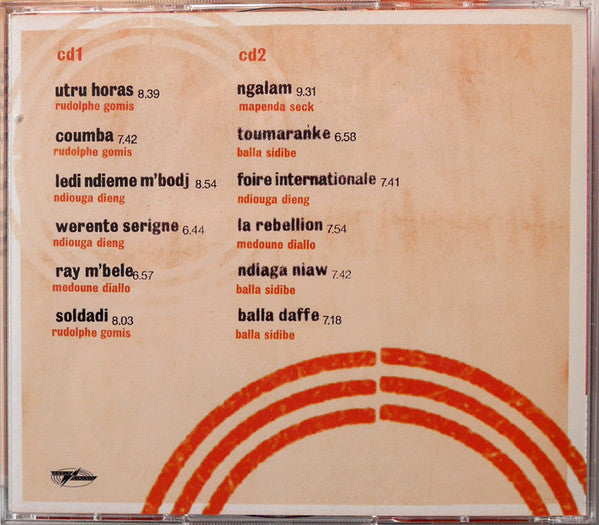 cd1
utru horas 8.39
rudolphe gomis
coumba 7.42
rudolphe gomis
ledi ndieme m'bodj 8.54
ndiouga dieng
werente serigne 6.44
ndiouga dieng
ray m'bele 6.57
medoune diallo
soldadi 8.03
rudolphe gomis
cd2
ngalam 9.31
mapenda seck
toumaranke 6.58
balla sidibe
foire internationale 7.41
ndiouga dieng
la rebellion 7.54
medoune diallo
ndiaga niaw 7.42
balla sidibe
balla daffe 7.18
balla sidibe